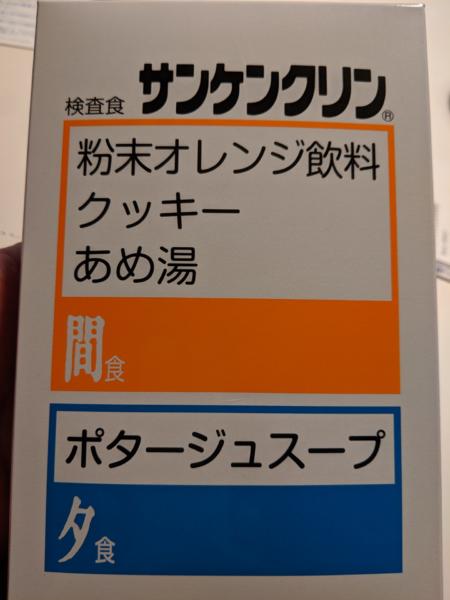 検査食 サンケンクリン®
粉末オレンジ飲料
クッキー
あめ湯
間食
ポタージュスープ
夕食